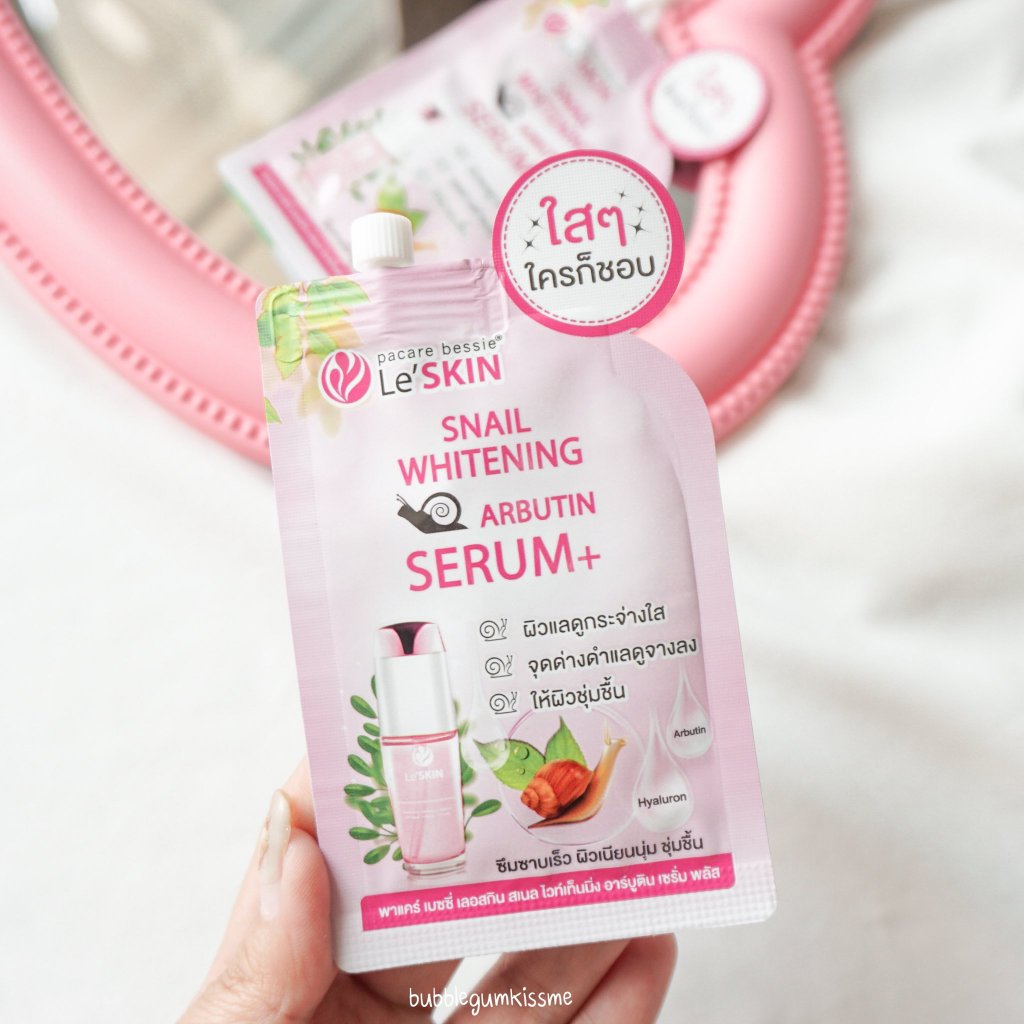 ใสๆ
ใครก็ชอบ
pacare bessie®
Le'SKIN
SNAIL
WHITENING
ARBUTIN
SERUM+
ผิวแลดูกระจ่างใส
จุดด่างดำแลดูจางลง
ให้ผิวชุ่มชื้น
Arbutin
Le'SKIN
Hyaluron
ซึมซาบเร็ว ผิวเนียนนุ่ม ชุ่มชื้น
พาแคร์ เบซซี่ เลอสกิน สเนล ไวท์เท็นนิ่ง อาร์บูติน เซรั่ม พลัส
bubblegumkissme